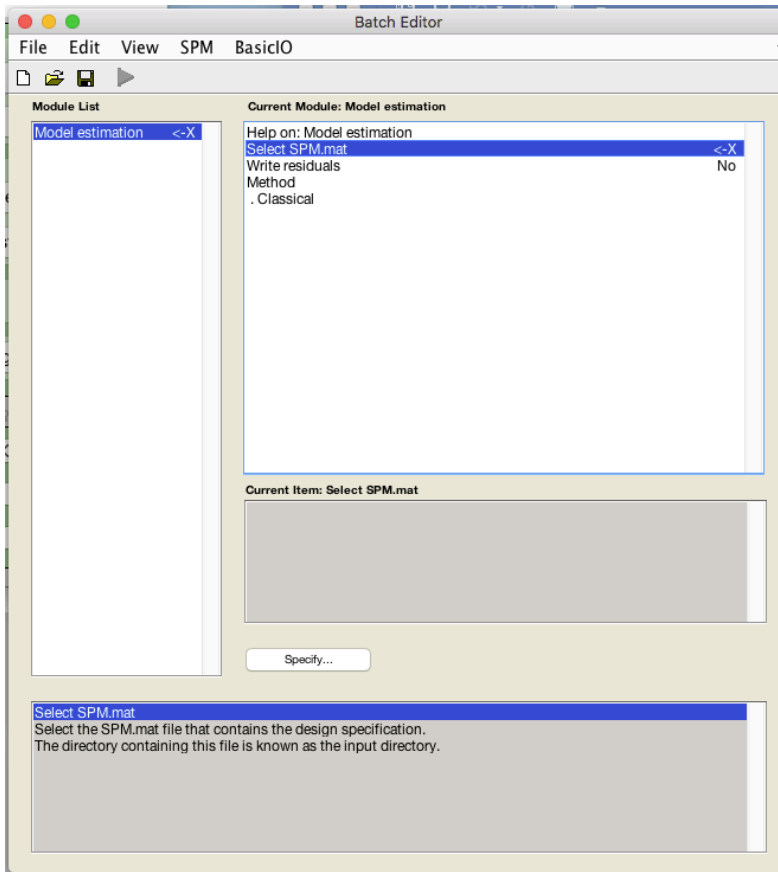 Batch Editor
File Edit View SPM BasicIO
Module List
Model estimation <-X
Current Module: Model estimation
Help on: Model estimation
Select SPM.mat <-X
Write residuals No
Method
. Classical
Current Item: Select SPM.mat
Specify...
Select SPM.mat
Select the SPM.mat file that contains the design specification.
The directory containing this file is known as the input directory.